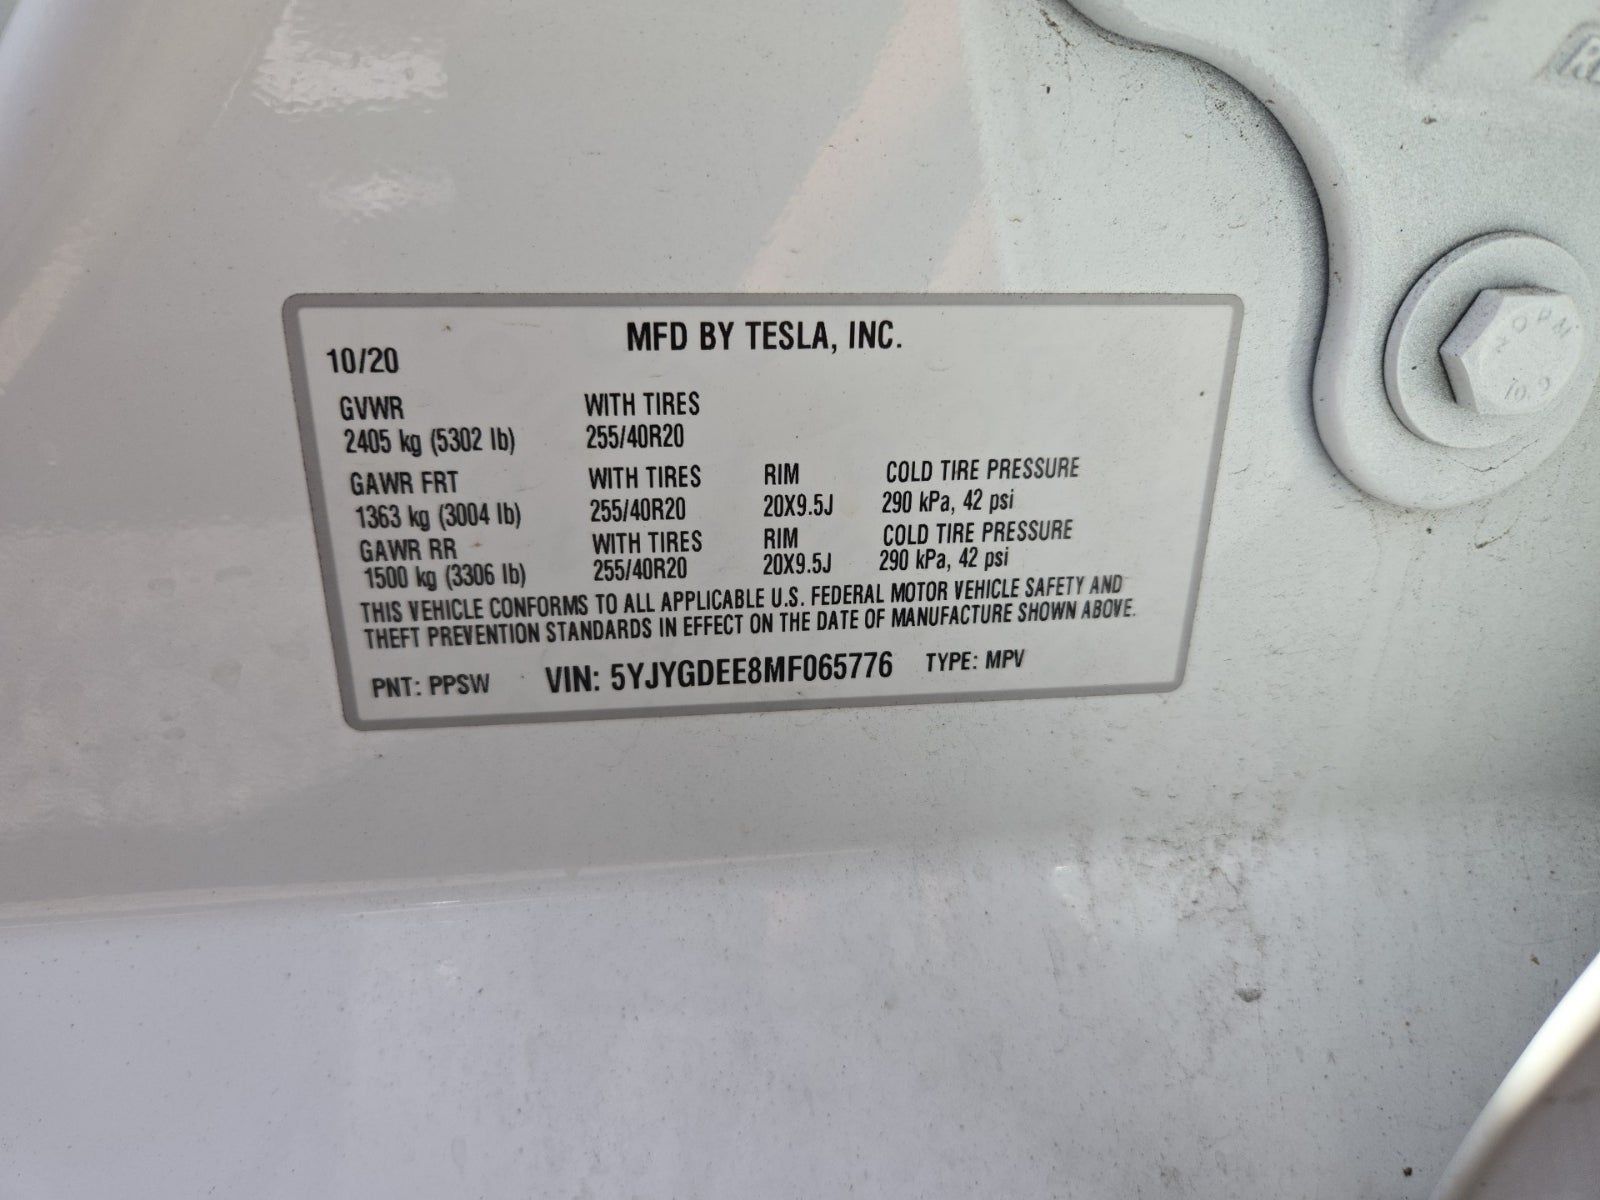 MFD BY TESLA, INC.
10/20
GVWR WITH TIRES
2405 kg (5302 lb) 255/40R20
GAWR FRT WITH TIRES RIM COLD TIRE PRESSURE
1363 kg (3004 lb) 255/40R20 20X9.5J 290 kPa, 42 psi
GAWR RR WITH TIRES RIM COLD TIRE PRESSURE
1500 kg (3306 lb) 255/40R20 20X9.5J 290 kPa, 42 psi
THIS VEHICLE CONFORMS TO ALL APPLICABLE U.S. FEDERAL MOTOR VEHICLE SAFETY AND
THEFT PREVENTION STANDARDS IN EFFECT ON THE DATE OF MANUFACTURE SHOWN ABOVE.
PNT: PPSW VIN: 5YJYGDEE8MF065776 TYPE: MPV
10.9